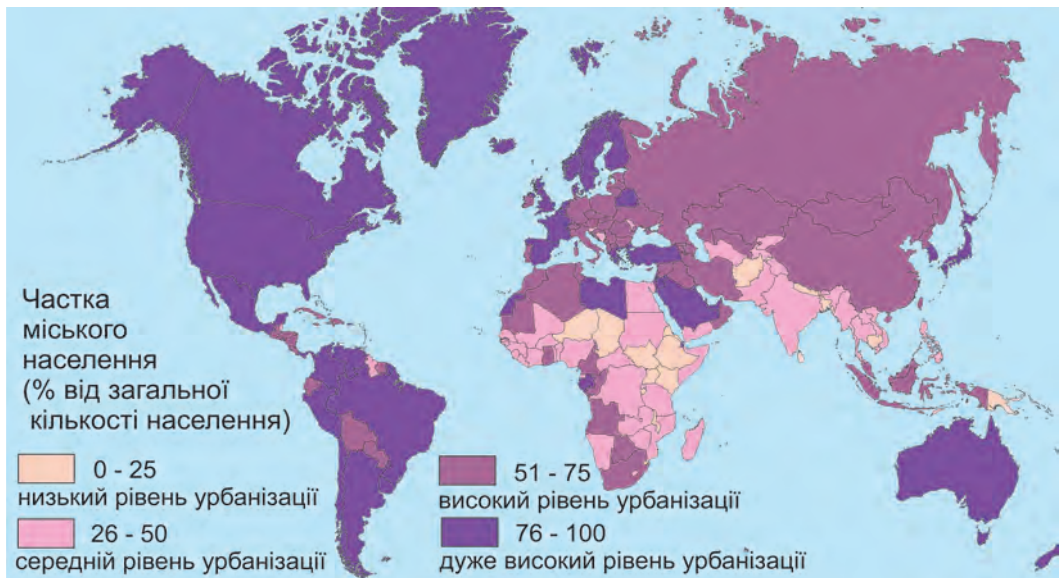 Частка
міського
населення
(% від загальної
кількості населення)
0 - 25
низький рівень урбанізації
26 - 50
середній рівень урбанізації
51 - 75
високий рівень урбанізації
76 - 100
дуже високий рівень урбанізації